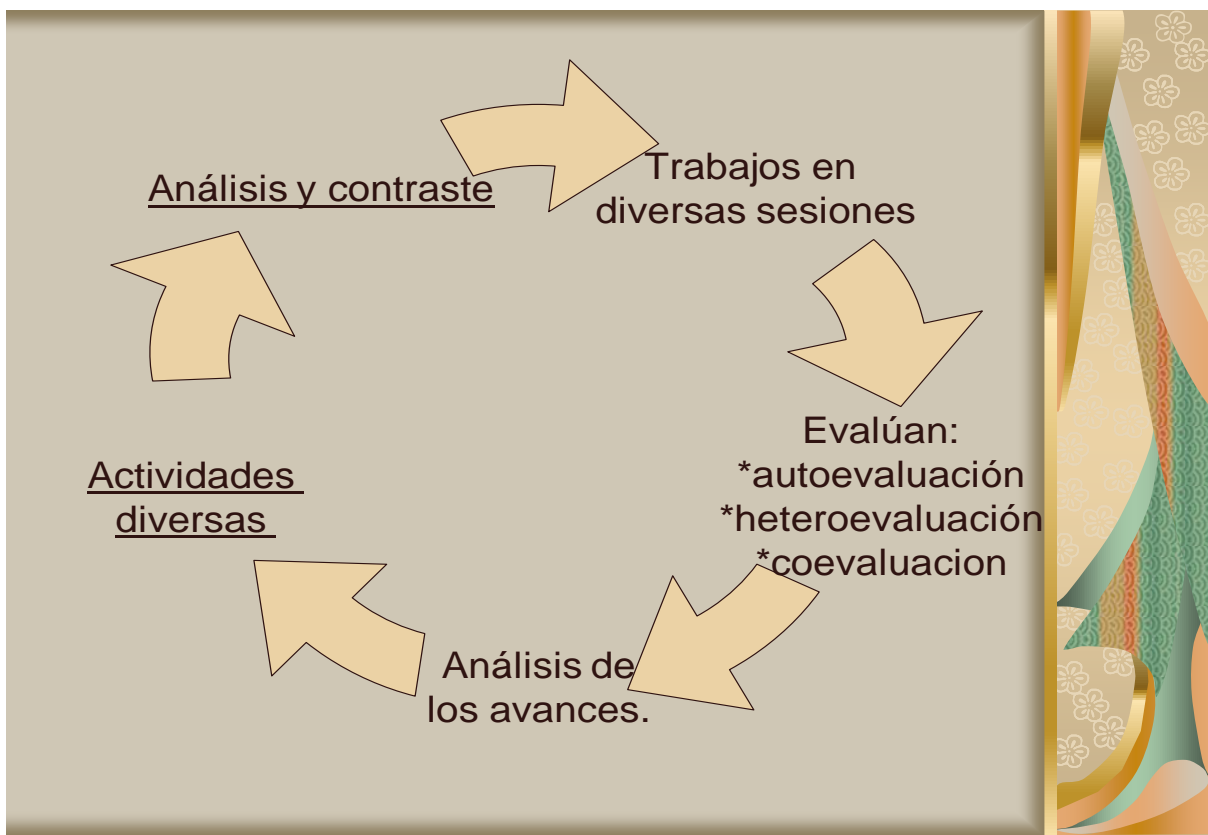 Análisis y contraste
Trabajos en
diversas sesiones
Evalúan:
*autoevaluación
*heteroevaluación
*coevaluacion
Análisis de
los avances.
Actividades
diversas